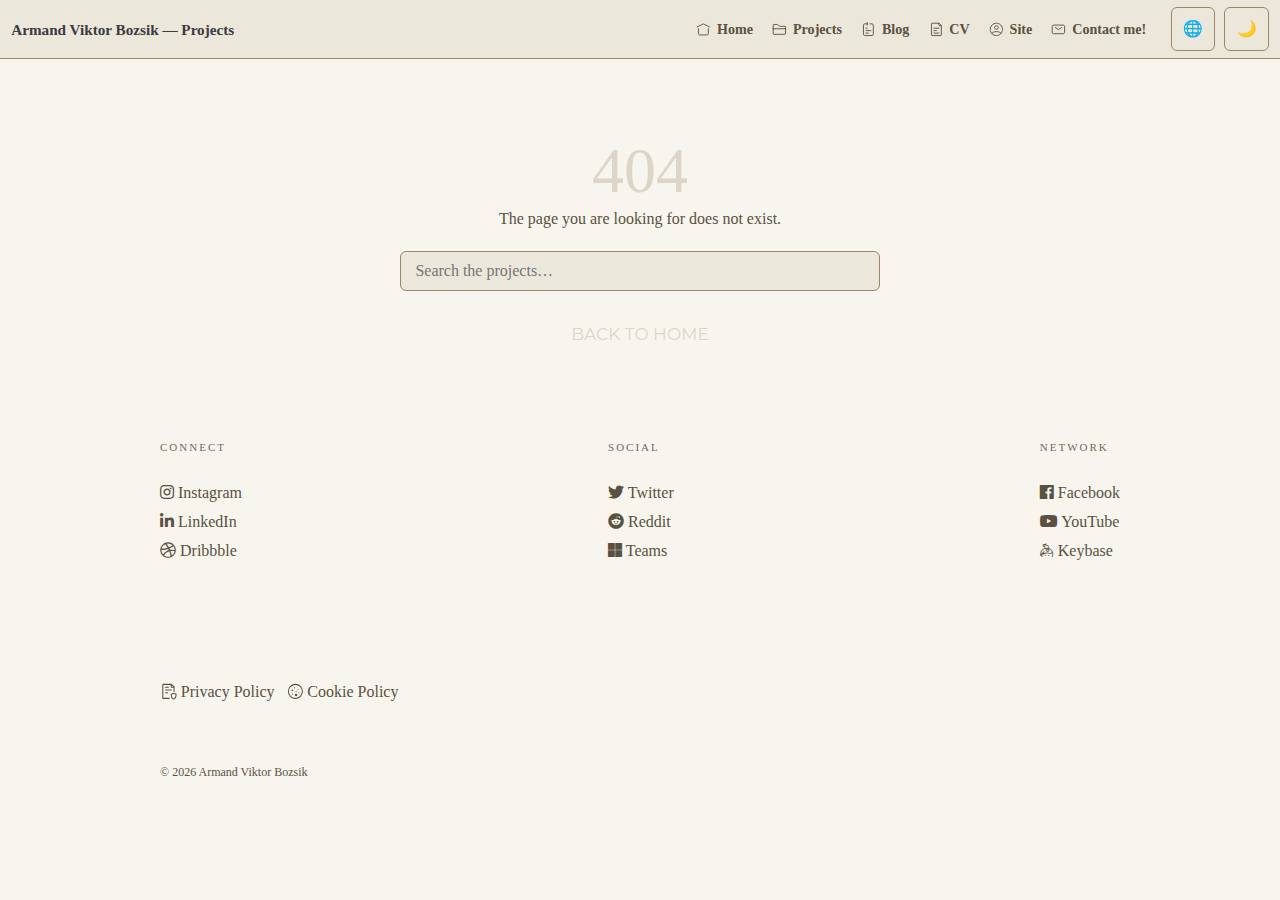 Armand Viktor Bozsik — Projects
Home Projects Blog CV Site Contact me!
404
The page you are looking for does not exist.
Search the projects…
BACK TO HOME
CONNECT
Instagram
LinkedIn
Dribbble
SOCIAL
Twitter
Reddit
Teams
NETWORK
Facebook
YouTube
Keybase
Privacy Policy Cookie Policy
© 2026 Armand Viktor Bozsik